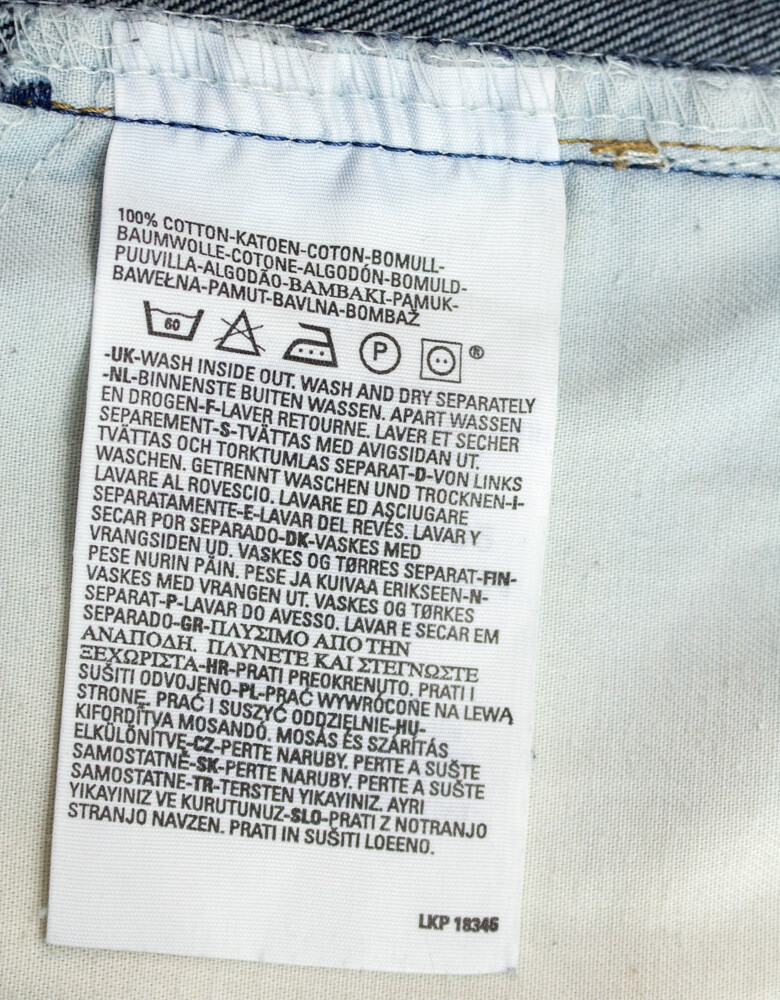 100% COTTON-KATOEN-COTON-BOMULL-
BAUMWOLLE-COTONE-ALGODÓN-BOMULD-
PUUVILLA-ALGODÃO-ΒΑΜΒΑΚΙ-PAMUK-
BAWEŁNA-PAMUT-BAVLNA-BOMBAŽ
60 P ®
-UK-WASH INSIDE OUT. WASH AND DRY SEPARATELY
-NL-BINNENSTE BUITEN WASSEN. APART WASSEN
EN DROGEN-F-LAVER RETOURNE. LAVER ET SECHER
SEPAREMENT-S-TVÄTTAS MED AVIGSIDAN UT.
TVÄTTAS OCH TORKTUMLAS SEPARAT-D-VON LINKS
WASCHEN. GETRENNT WASCHEN UND TROCKNEN-I-
LAVARE AL ROVESCIO. LAVARE ED ASCIUGARE
SEPARATAMENTE-E-LAVAR DEL REVÉS. LAVAR Y
SECAR POR SEPARADO-DK-VASKES MED
VRANGSIDEN UD. VASKES OG TØRRES SEPARAT-FIN-
PESE NURIN PÄIN. PESE JA KUIVAA ERIKSEEN-N-
VASKES MED VRANGEN UT. VASKES OG TØRKES
SEPARAT-P-LAVAR DO AVESSO. LAVAR E SECAR EM
SEPARADO-GR-ΠΛΥΣΙΜΟ ΑΠΟ ΤΗΝ
ΑΝΑΠΟΔΗ. ΠΛΥΝΕΤΕ ΚΑΙ ΣΤΕΓΝΩΣΤΕ
ΞΕΧΩΡΙΣΤΑ-HR-PRATI PREOKRENUTO. PRATI I
SUŠITI ODVOJENO-PL-PRAĆ WYWRÓCONE NA LEWĄ
STRONĘ. PRAĆ I SUSZYĆ ODDZIELNIE-HU-
KIFORDÍTVA MOSANDÓ. MOSÁS ÉS SZÁRÍTÁS
ELKÜLÖNÍTVE-CZ-PERTE NARUBY. PERTE A SUŠTE
SAMOSTATNĚ-SK-PERTE NARUBY. PERTE A SUŠTE
SAMOSTATNE-TR-TERSTEN YIKAYINIZ. AYRI
YIKAYINIZ VE KURUTUNUZ-SLO-PRATI Z NOTRANJO
STRANJO NAVZEN. PRATI IN SUŠITI LOEENO.
LKP 18346